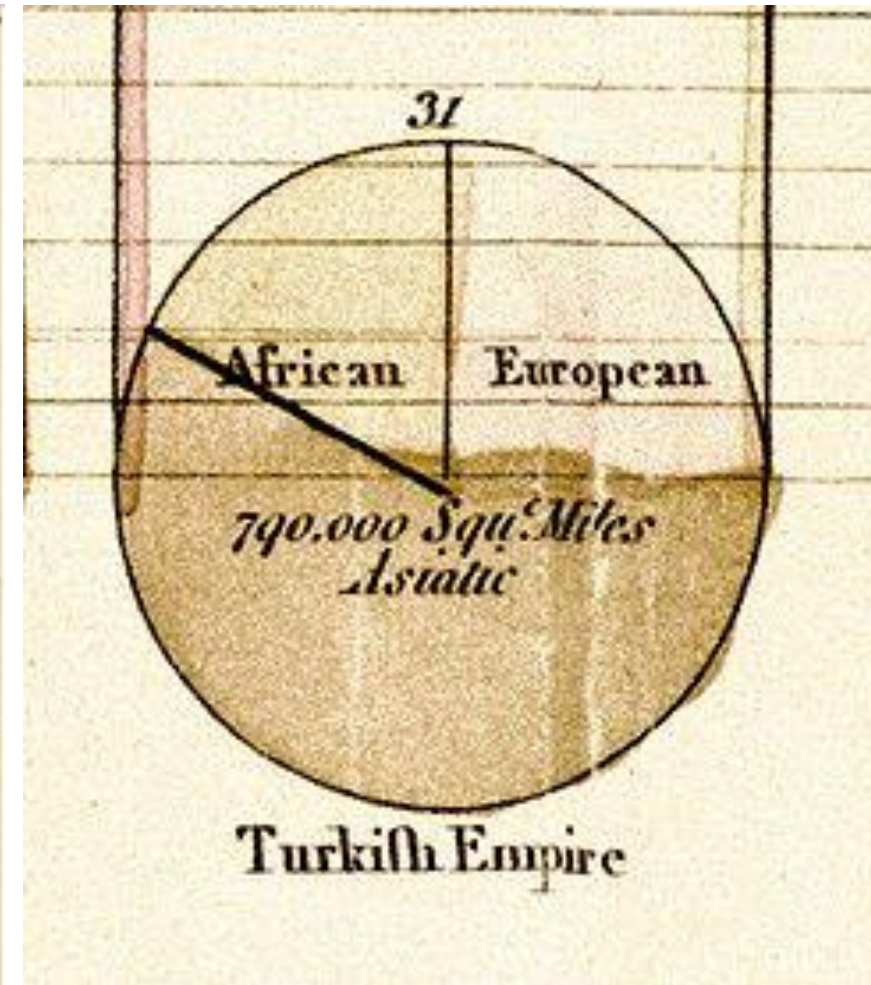 31
African European
790.000 Squ.^e Miles
Asiatic
Turkiſh Empire